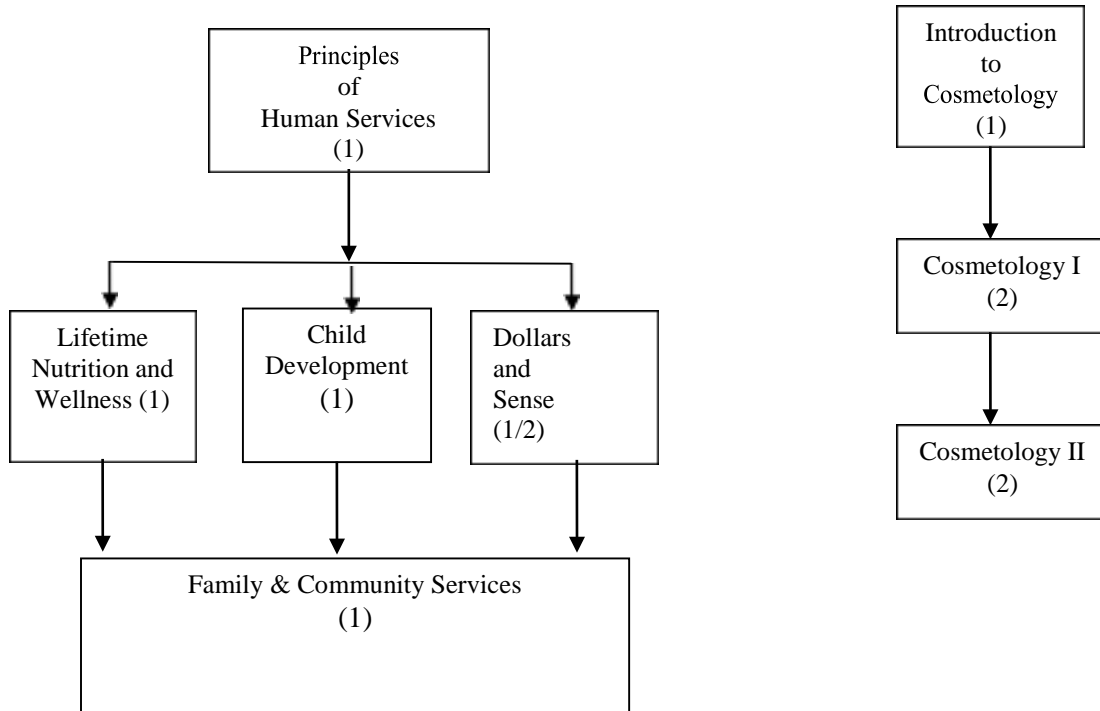 Principles
of
Human Services
(1)
Lifetime
Nutrition and
Wellness (1)
Child
Development
(1)
Dollars
and
Sense
(1/2)
Family & Community Services
(1)
Introduction
to
Cosmetology
(1)
Cosmetology I
(2)
Cosmetology II
(2)